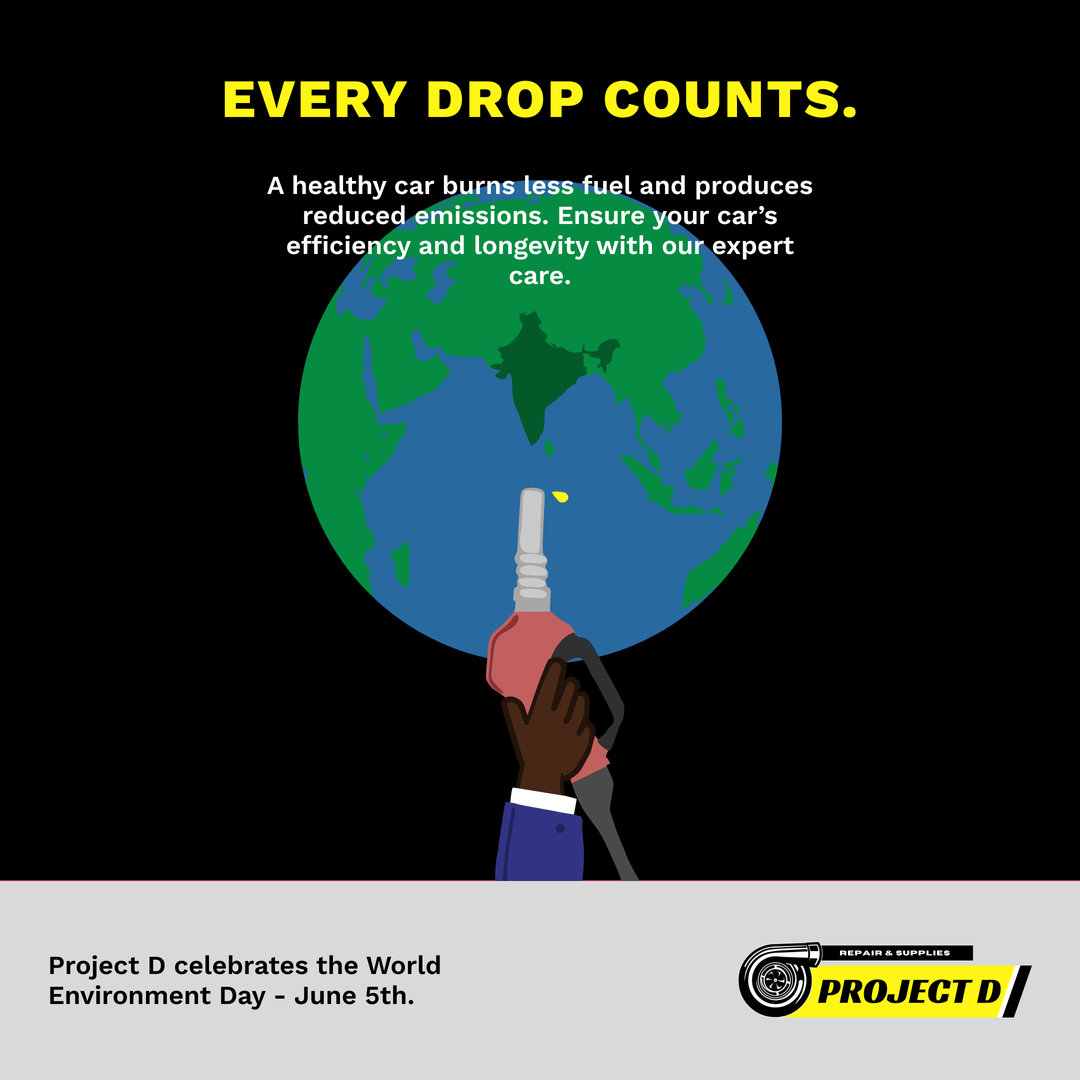 EVERY DROP COUNTS.
A healthy car burns less fuel and produces
reduced emissions. Ensure your car’s
efficiency and longevity with our expert
care.
Project D celebrates the World
Environment Day - June 5th.
REPAIR & SUPPLIES
PROJECT D